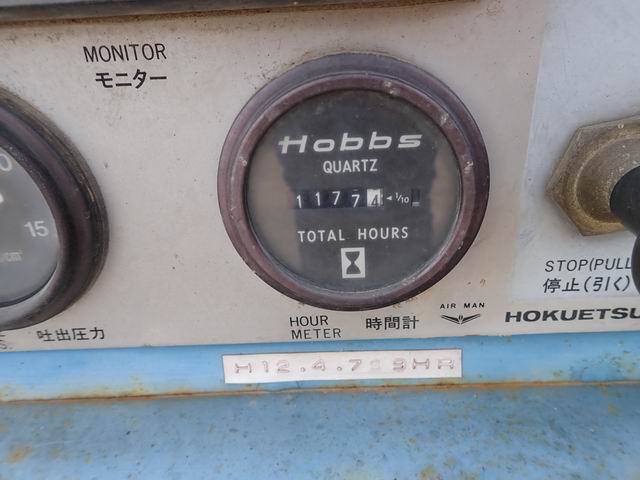 MONITOR
モニター
Hobbs
QUARTZ
11774 ◄ 1/10
TOTAL HOURS
15
/cm²
吐出圧力
HOUR
METER
時間計
AIR MAN
HOKUETSU
STOP(PULL
停止(引く)